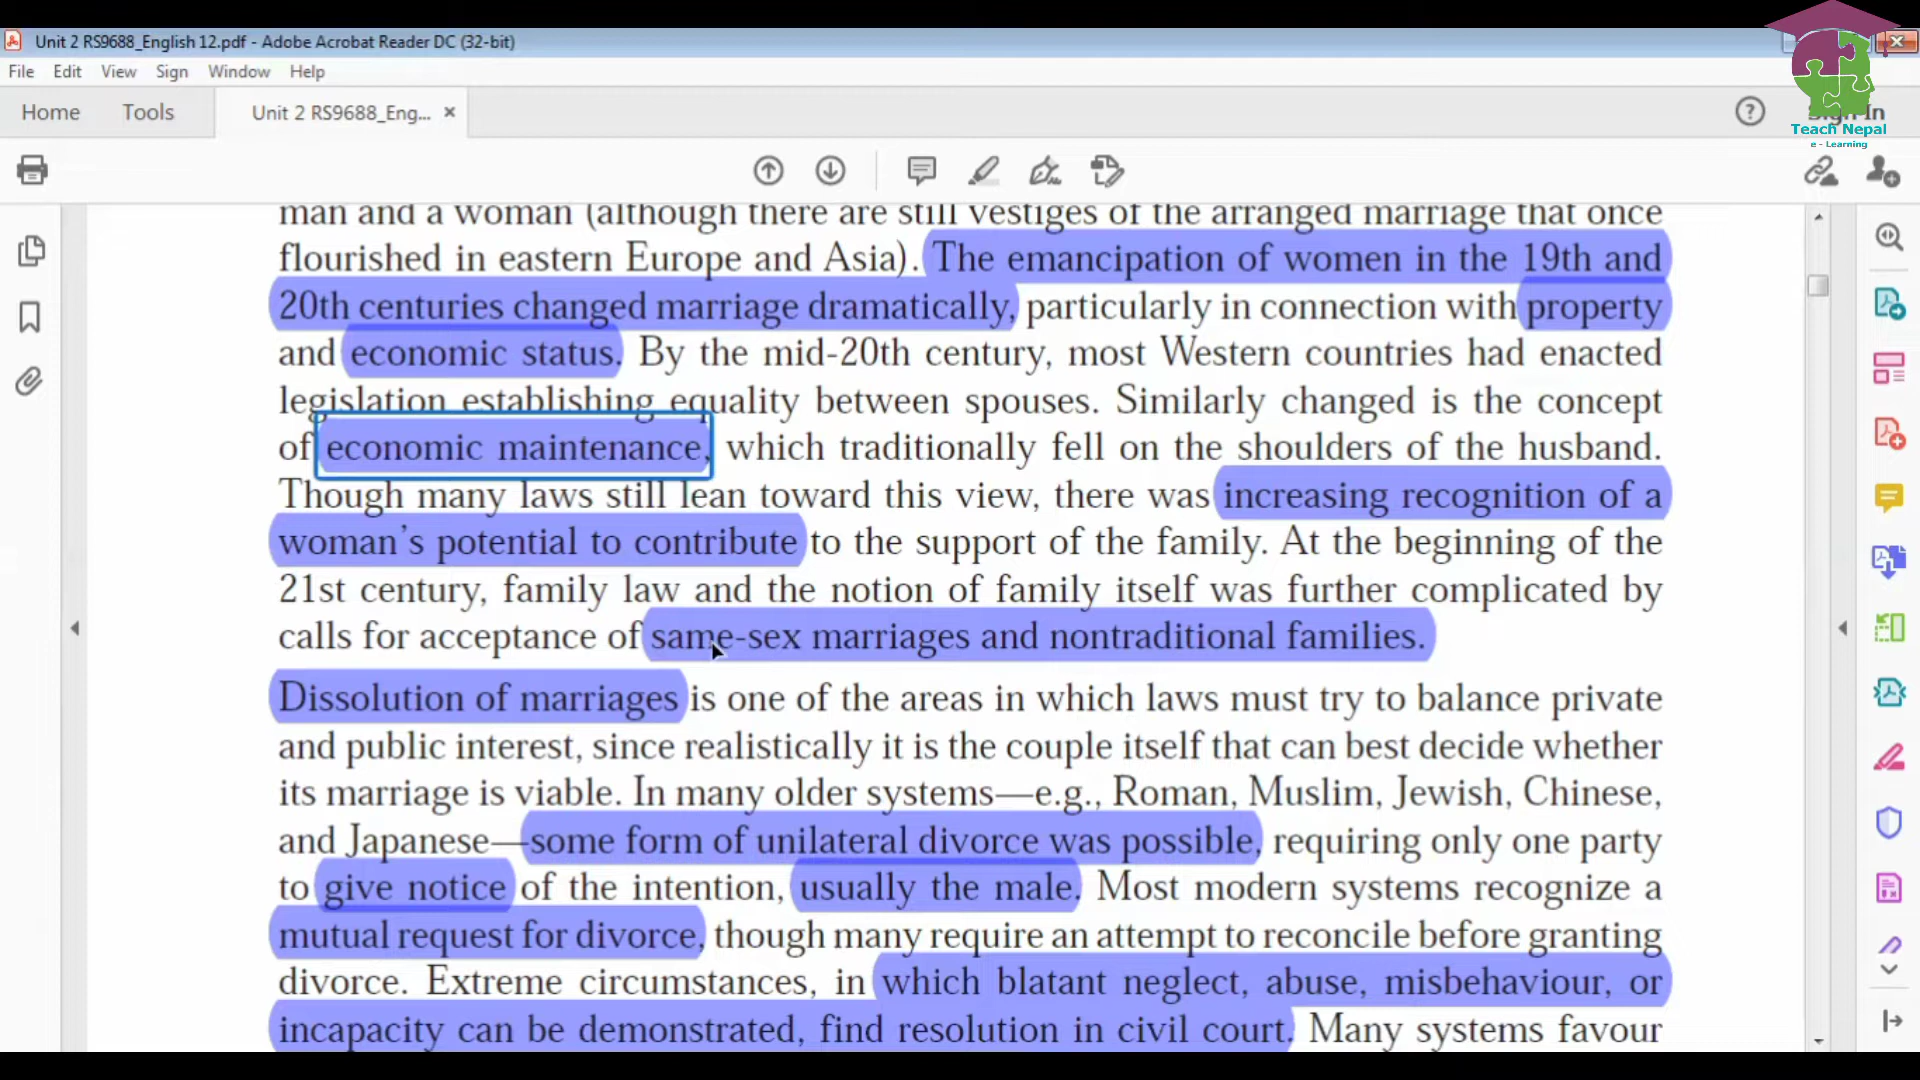 Unit 2 RS9688_English 12.pdf - Adobe Acrobat Reader DC (32-bit)
File Edit View Sign Window Help
Home Tools Unit 2 RS9688_Eng... ×
Sign In
Teach Nepal
e - Learning
man and a woman (although there are still vestiges of the arranged marriage that once
flourished in eastern Europe and Asia). The emancipation of women in the 19th and
20th centuries changed marriage dramatically, particularly in connection with property
and economic status. By the mid-20th century, most Western countries had enacted
legislation establishing equality between spouses. Similarly changed is the concept
of economic maintenance, which traditionally fell on the shoulders of the husband.
Though many laws still lean toward this view, there was increasing recognition of a
woman's potential to contribute to the support of the family. At the beginning of the
21st century, family law and the notion of family itself was further complicated by
calls for acceptance of same-sex marriages and nontraditional families.
Dissolution of marriages is one of the areas in which laws must try to balance private
and public interest, since realistically it is the couple itself that can best decide whether
its marriage is viable. In many older systems—e.g., Roman, Muslim, Jewish, Chinese,
and Japanese—some form of unilateral divorce was possible, requiring only one party
to give notice of the intention, usually the male. Most modern systems recognize a
mutual request for divorce, though many require an attempt to reconcile before granting
divorce. Extreme circumstances, in which blatant neglect, abuse, misbehaviour, or
incapacity can be demonstrated, find resolution in civil court. Many systems favour